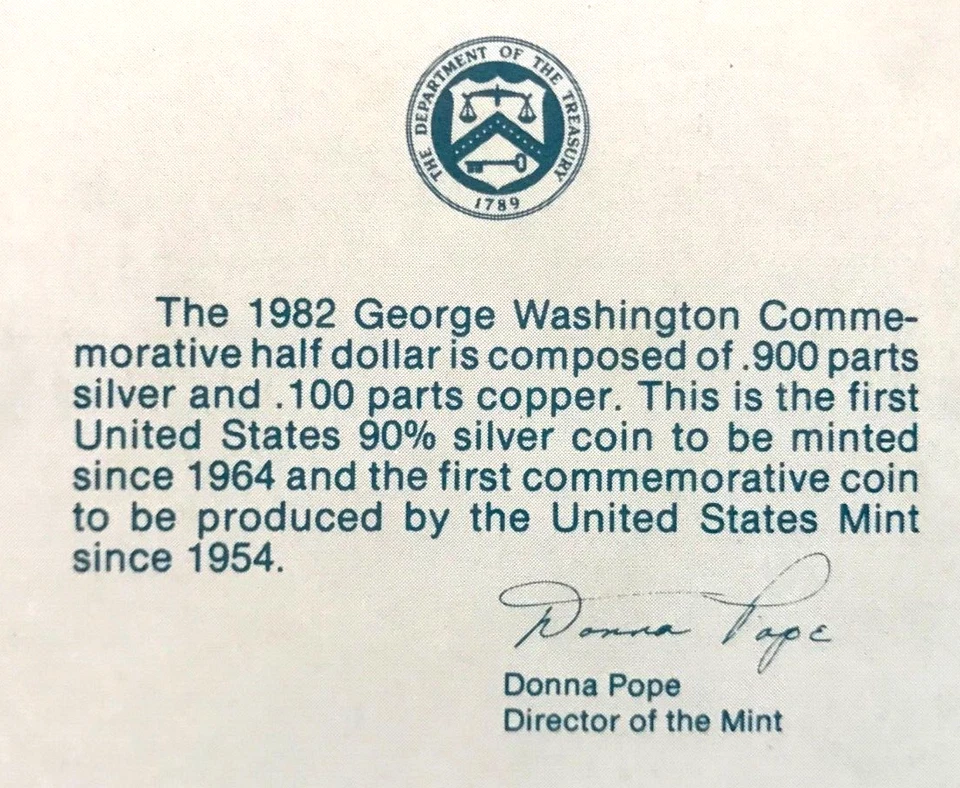 THE DEPARTMENT OF THE TREASURY
1789
The 1982 George Washington Comme-
morative half dollar is composed of .900 parts
silver and .100 parts copper. This is the first
United States 90% silver coin to be minted
since 1964 and the first commemorative coin
to be produced by the United States Mint
since 1954.
Donna Pope
Donna Pope
Director of the Mint